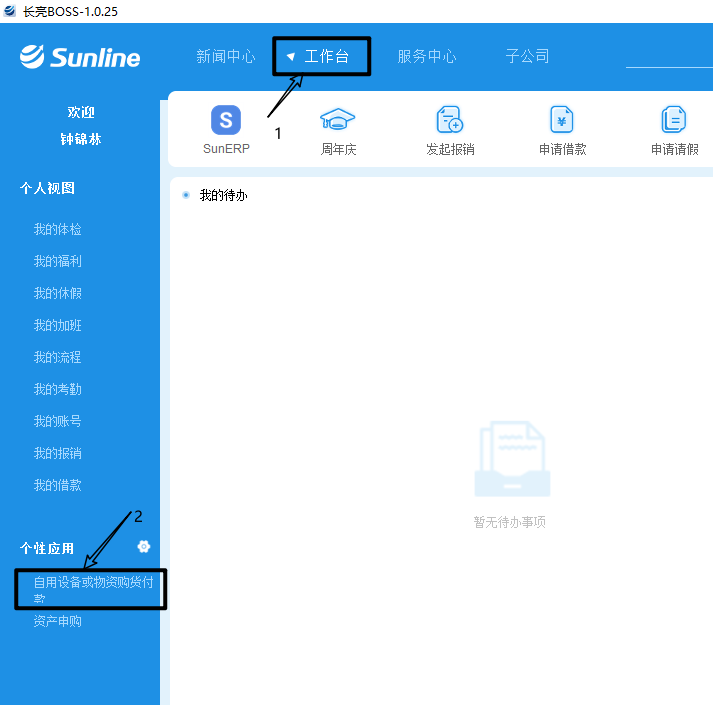 长亮BOSS-1.0.25
Sunline
新闻中心
工作台
服务中心
子公司
欢迎
钟锦林
1
SunERP
周年庆
发起报销
申请借款
申请请假
个人视图
我的待办
我的体检
我的福利
我的休假
我的加班
我的流程
我的考勤
我的账号
我的报销
我的借款
暂无待办事项
2
个性应用
自用设备或物资购货付
款
资产申购